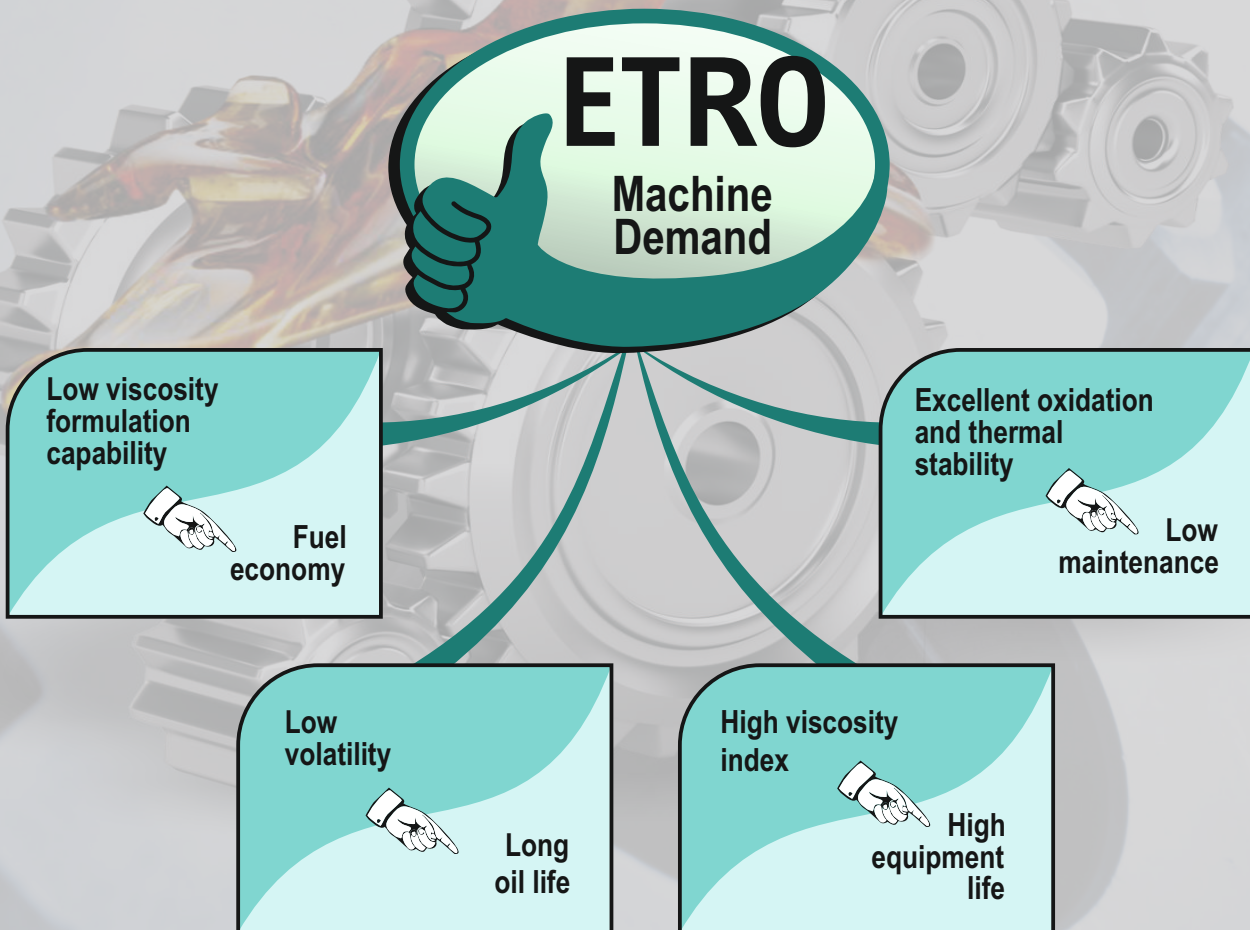 ETRO
Machine
Demand
Low viscosity
formulation
capability
Fuel
economy
Excellent oxidation
and thermal
stability
Low
maintenance
Low
volatility
Long
oil life
High viscosity
index
High
equipment
life